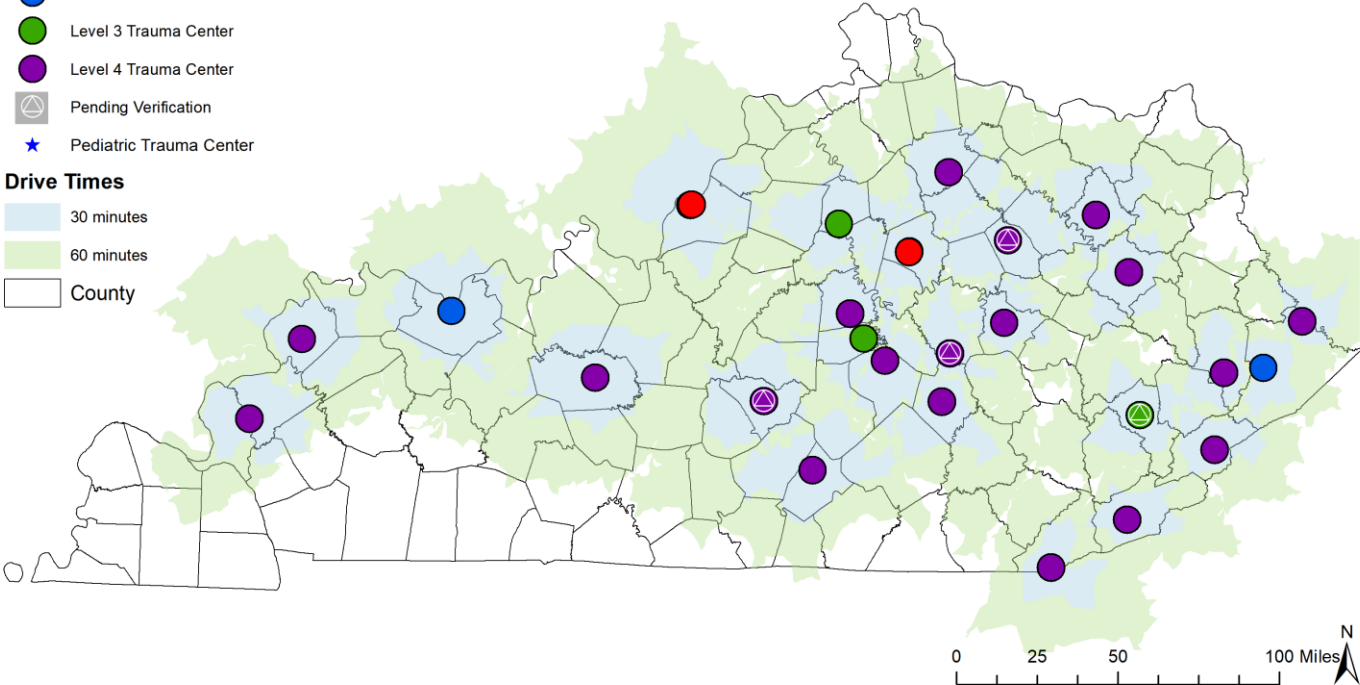 Level 3 Trauma Center
Level 4 Trauma Center
Pending Verification
Pediatric Trauma Center
Drive Times
30 minutes
60 minutes
County
N
0 25 50 100 Miles